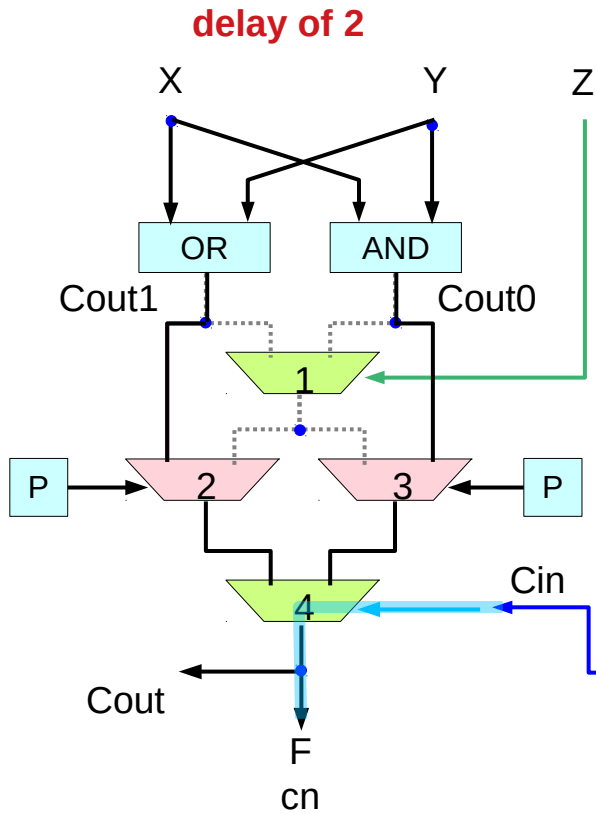 delay of 2
X Y Z
OR AND
Cout1 Cout0
1
P 2 3 P
Cin
4
Cout
F
cn